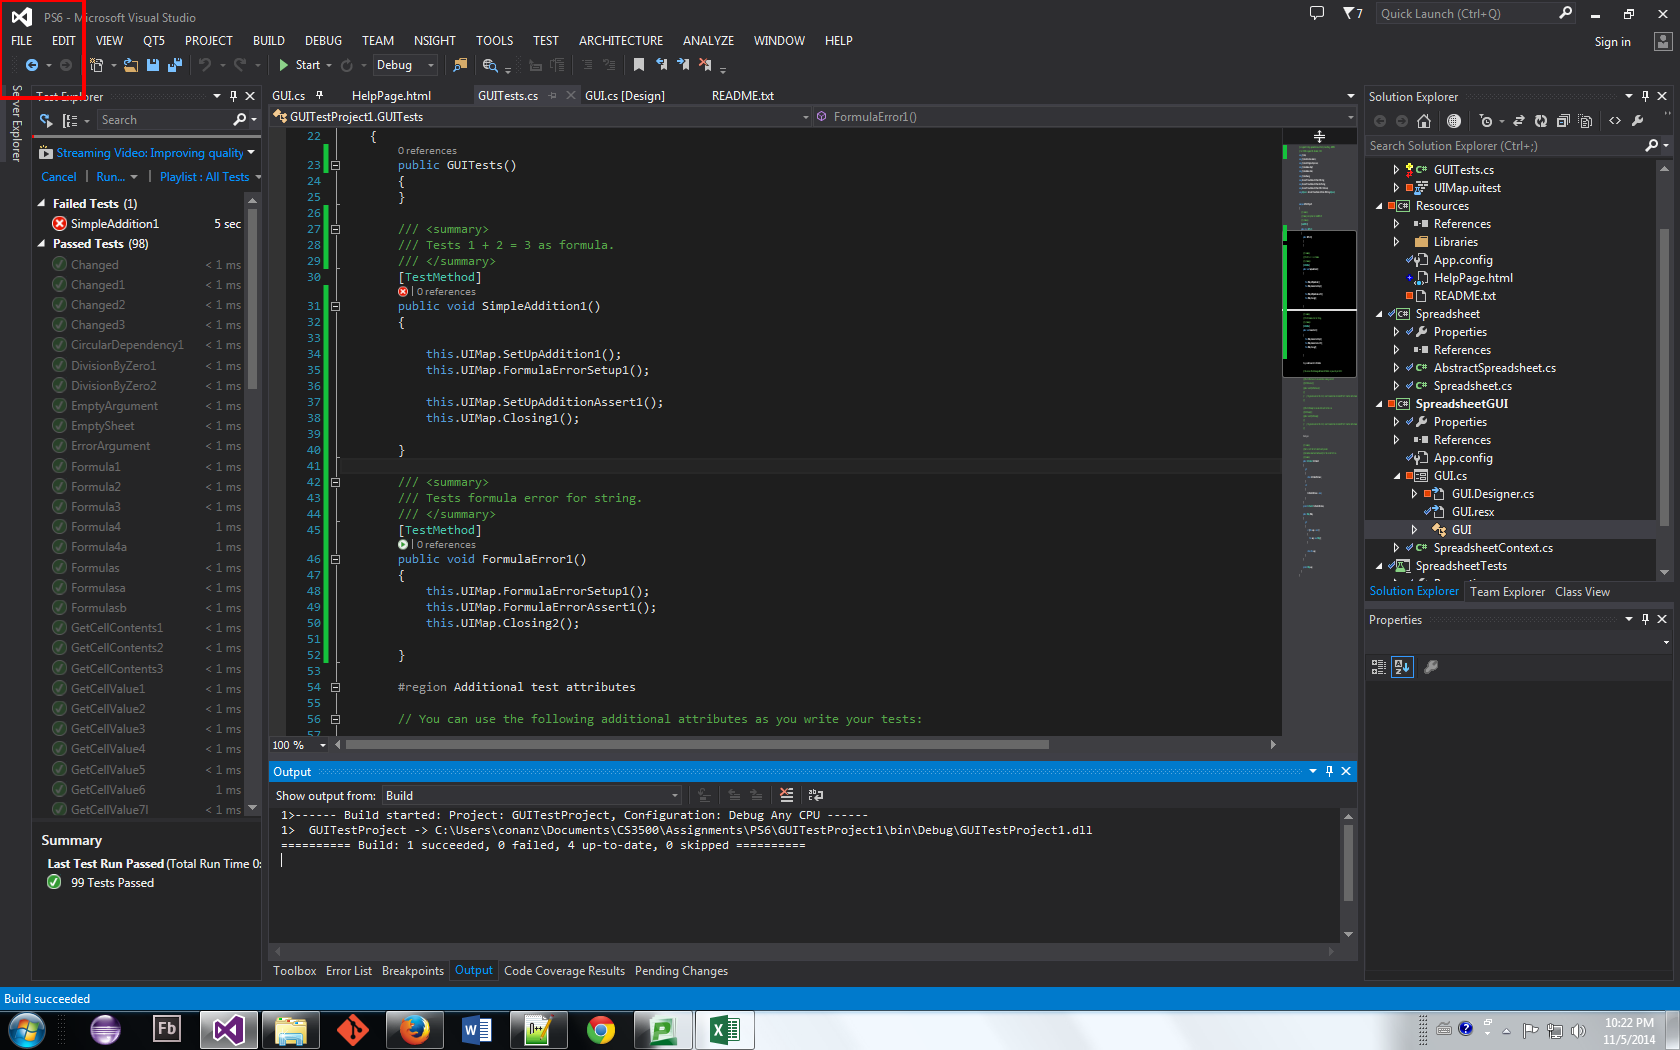 PS6 - Microsoft Visual Studio
7
Quick Launch (Ctrl+Q)
FILE EDIT VIEW QT5 PROJECT BUILD DEBUG TEAM NSIGHT TOOLS TEST ARCHITECTURE ANALYZE WINDOW HELP
Sign in
Start
Debug
Server Explorer
Test Explorer
Search
Streaming Video: Improving quality
Cancel | Run... | Playlist : All Tests
Failed Tests (1)
SimpleAddition1 5 sec
Passed Tests (98)
Changed < 1 ms
Changed1 < 1 ms
Changed2 < 1 ms
Changed3 < 1 ms
CircularDependency1 < 1 ms
DivisionByZero1 < 1 ms
DivisionByZero2 < 1 ms
EmptyArgument < 1 ms
EmptySheet < 1 ms
ErrorArgument < 1 ms
Formula1 < 1 ms
Formula2 < 1 ms
Formula3 < 1 ms
Formula4 1 ms
Formula4a 1 ms
Formulas < 1 ms
Formulasa < 1 ms
Formulasb < 1 ms
GetCellContents1 < 1 ms
GetCellContents2 < 1 ms
GetCellContents3 < 1 ms
GetCellValue1 < 1 ms
GetCellValue2 < 1 ms
GetCellValue3 < 1 ms
GetCellValue4 < 1 ms
GetCellValue5 < 1 ms
GetCellValue6 1 ms
GetCellValue7I < 1 ms
Summary
Last Test Run Passed (Total Run Time 0:
99 Tests Passed
GUI.cs HelpPage.html GUITests.cs GUI.cs [Design] README.txt
GUITestProject1.GUITests FormulaError1()
22 {
0 references
23 public GUITests()
24 {
25 }
26
27 /// <summary>
28 /// Tests 1 + 2 = 3 as formula.
29 /// </summary>
30 [TestMethod]
| 0 references
31 public void SimpleAddition1()
32 {
33
34 this.UIMap.SetUpAddition1();
35 this.UIMap.FormulaErrorSetup1();
36
37 this.UIMap.SetUpAdditionAssert1();
38 this.UIMap.Closing1();
39
40 }
41
42 /// <summary>
43 /// Tests formula error for string.
44 /// </summary>
45 [TestMethod]
| 0 references
46 public void FormulaError1()
47 {
48 this.UIMap.FormulaErrorSetup1();
49 this.UIMap.FormulaErrorAssert1();
50 this.UIMap.Closing2();
51
52 }
53
54 #region Additional test attributes
55
56 // You can use the following additional attributes as you write your tests:
57
100 %
Output
Show output from: Build
1>------ Build started: Project: GUITestProject, Configuration: Debug Any CPU ------
1> GUITestProject -> C:\Users\conanz\Documents\CS3500\Assignments\PS6\GUITestProject1\bin\Debug\GUITestProject1.dll
========== Build: 1 succeeded, 0 failed, 4 up-to-date, 0 skipped ==========
Toolbox Error List Breakpoints Output Code Coverage Results Pending Changes
Solution Explorer
Search Solution Explorer (Ctrl+;)
GUITests.cs
UIMap.uitest
Resources
References
Libraries
App.config
HelpPage.html
README.txt
Spreadsheet
Properties
References
AbstractSpreadsheet.cs
Spreadsheet.cs
SpreadsheetGUI
Properties
References
App.config
GUI.cs
GUI.Designer.cs
GUI.resx
GUI
SpreadsheetContext.cs
SpreadsheetTests
Solution Explorer Team Explorer Class View
Properties
Build succeeded
Fb
10:22 PM
11/5/2014